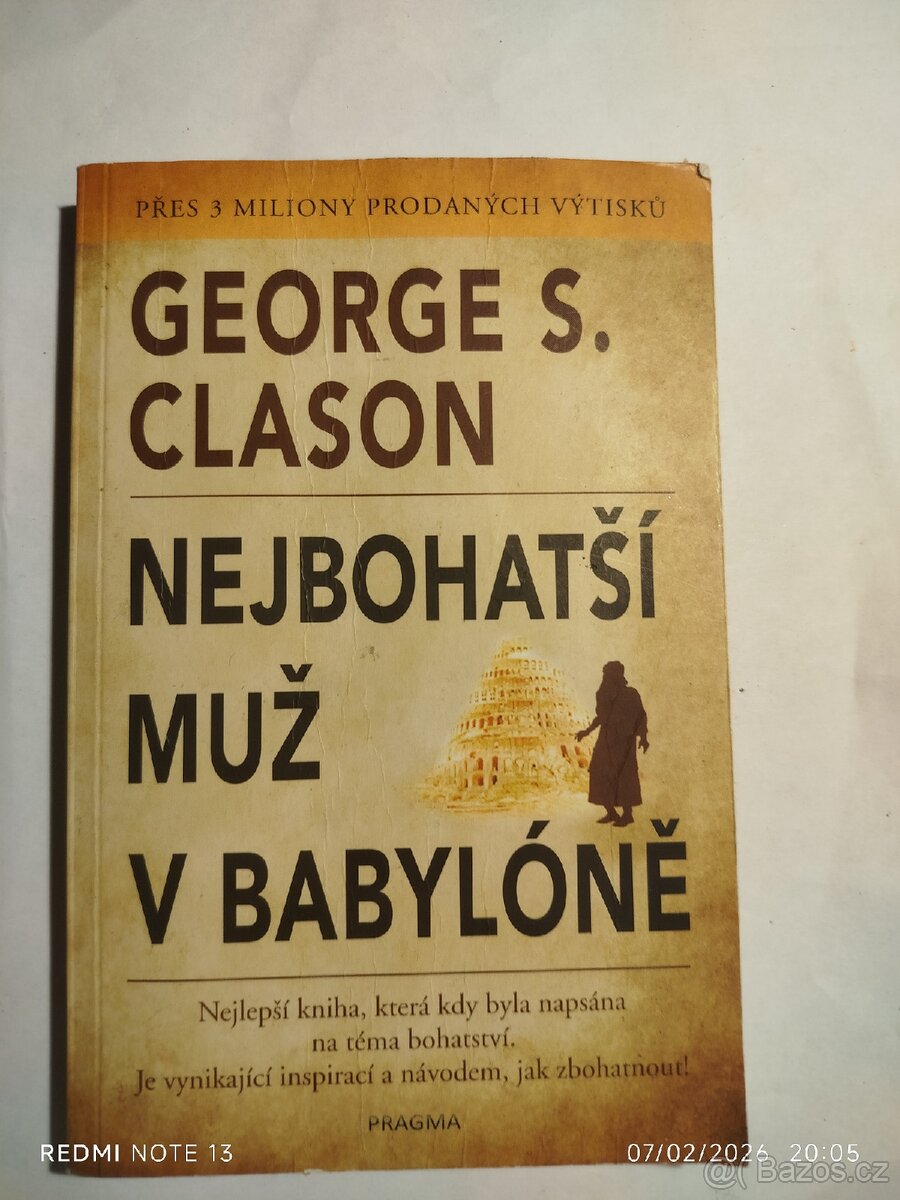 PŘES 3 MILIONY PRODANÝCH VÝTISKŮ
GEORGE S.
CLASON
NEJBOHATŠÍ
MUŽ
V BABYLÓNĚ
Nejlepší kniha, která kdy byla napsána
na téma bohatství.
Je vynikající inspirací a návodem, jak zbohatnout!
PRAGMA
REDMI NOTE 13
07/02/2026 20:05
@ Bazos.cz